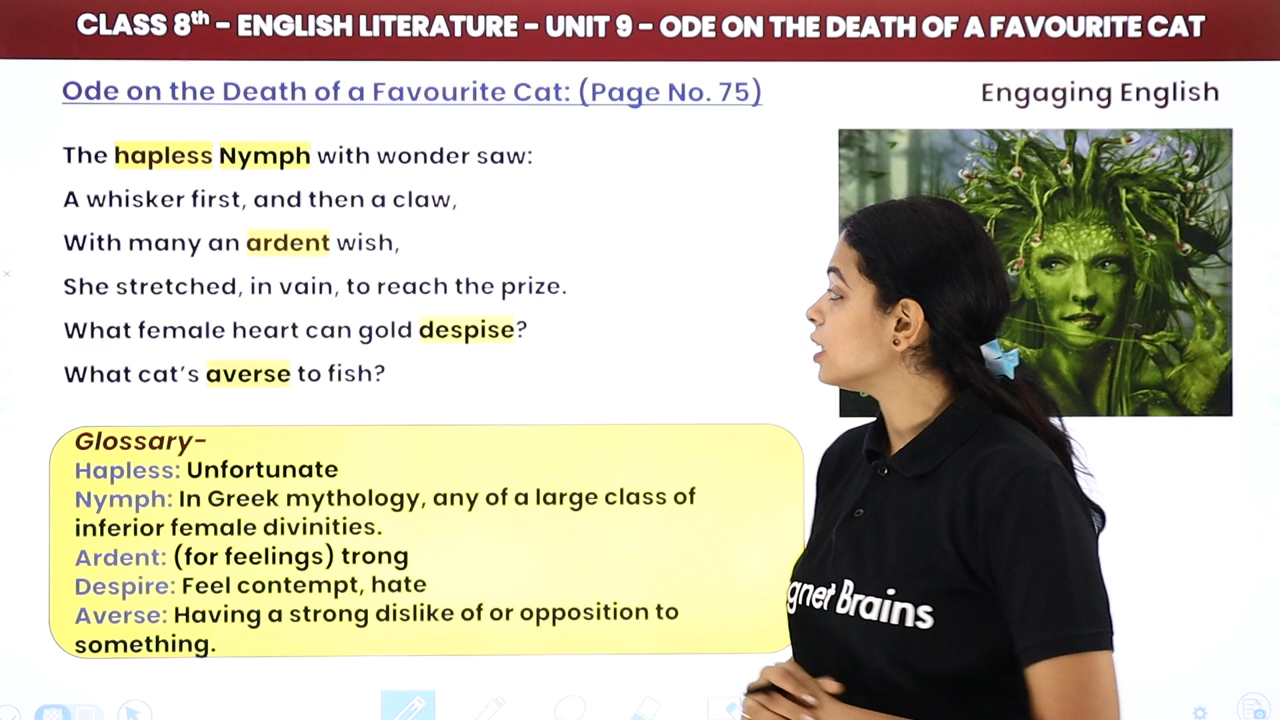 CLASS 8th - ENGLISH LITERATURE - UNIT 9 - ODE ON THE DEATH OF A FAVOURITE CAT
Ode on the Death of a Favourite Cat: (Page No. 75)
Engaging English
The hapless Nymph with wonder saw:
A whisker first, and then a claw,
With many an ardent wish,
She stretched, in vain, to reach the prize.
What female heart can gold despise?
What cat's averse to fish?
Glossary-
Hapless: Unfortunate
Nymph: In Greek mythology, any of a large class of
inferior female divinities.
Ardent: (for feelings) trong
Despire: Feel contempt, hate
Averse: Having a strong dislike of or opposition to
something.
gnet Brains